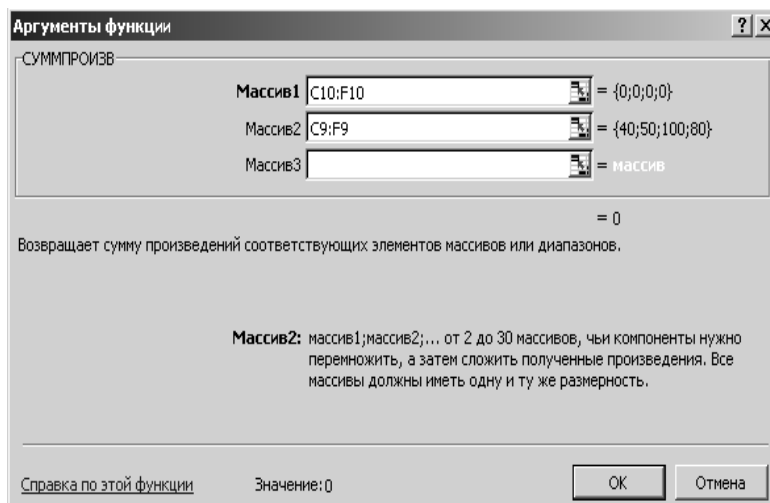 Аргументы функции
СУММПРОИЗВ
Массив1 C10:F10 = {0;0;0;0}
Массив2 C9:F9 = {40;50;100;80}
Массив3 = массив
= 0
Возвращает сумму произведений соответствующих элементов массивов или диапазонов.
Массив2: массив1;массив2;... от 2 до 30 массивов, чьи компоненты нужно
перемножить, а затем сложить полученные произведения. Все
массивы должны иметь одну и ту же размерность.
Справка по этой функции Значение:0 OK Отмена